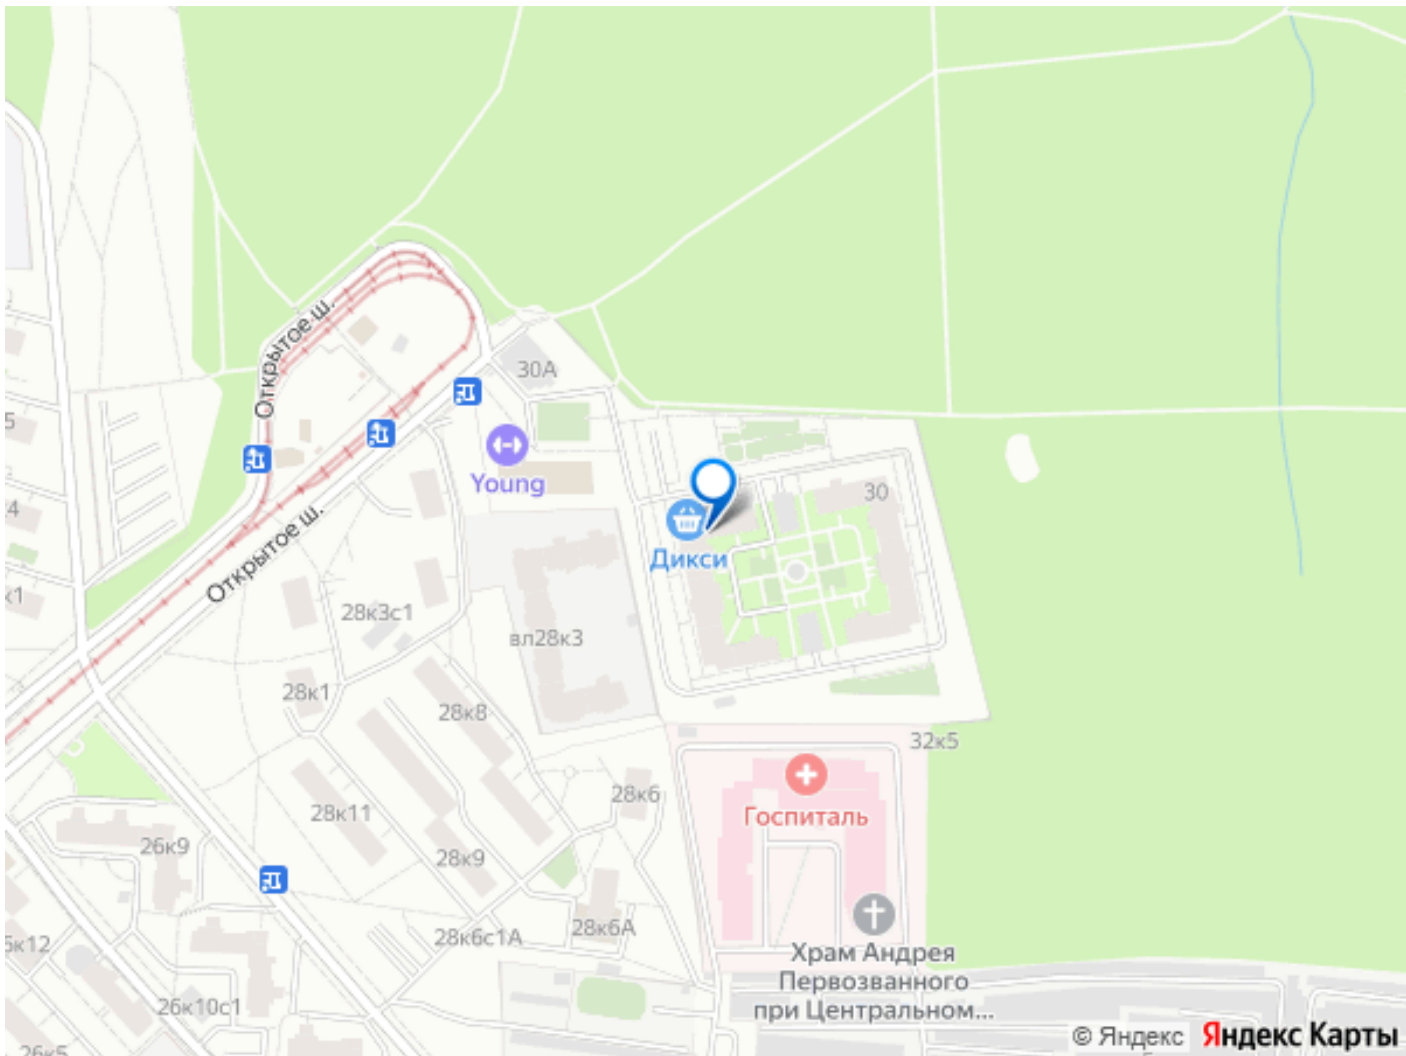 Открытое ш.
30А
Young
30
Дикси
Открытое ш.
28к3с1
вл28к3
28к1
28к8
32к5
28к6
Госпиталь
28к11
26к9
28к9
28к6А
28к6с1А
Храм Андрея
Первозванного
при Центральном...
26к10с1
© Яндекс Яндекс Карты